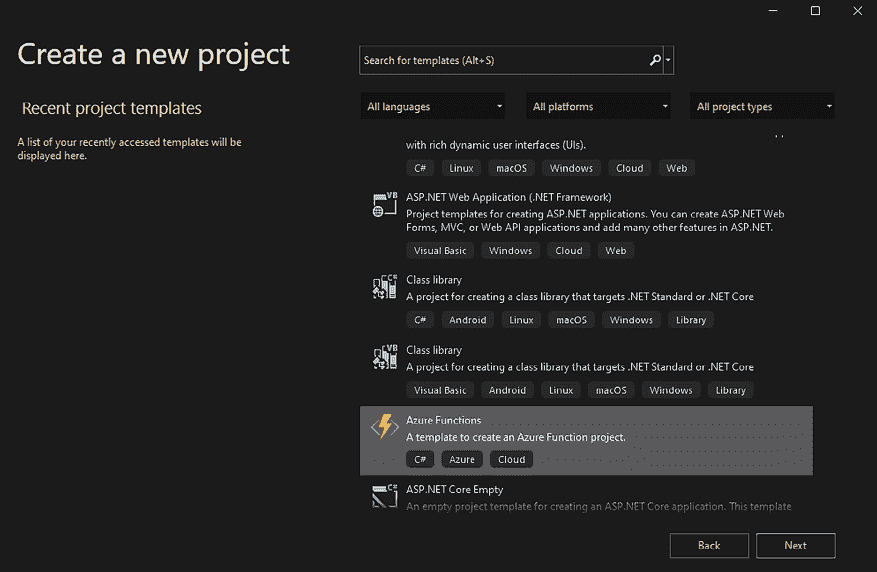 Create a new project
Recent project templates
A list of your recently accessed templates will be
displayed here.
Search for templates (Alt+S)
All languages
All platforms
All project types
with rich dynamic user interfaces (UIs).
C# Linux macOS Windows Cloud Web
VB
ASP.NET Web Application (.NET Framework)
Project templates for creating ASP.NET applications. You can create ASP.NET Web
Forms, MVC, or Web API applications and add many other features in ASP.NET.
Visual Basic Windows Cloud Web
C#
Class library
A project for creating a class library that targets .NET Standard or .NET Core
C# Android Linux macOS Windows Library
VB
Class library
A project for creating a class library that targets .NET Standard or .NET Core
Visual Basic Android Linux macOS Windows Library
Azure Functions
A template to create an Azure Function project.
C# Azure Cloud
C#
ASP.NET Core Empty
An empty project template for creating an ASP.NET Core application. This template
Back
Next